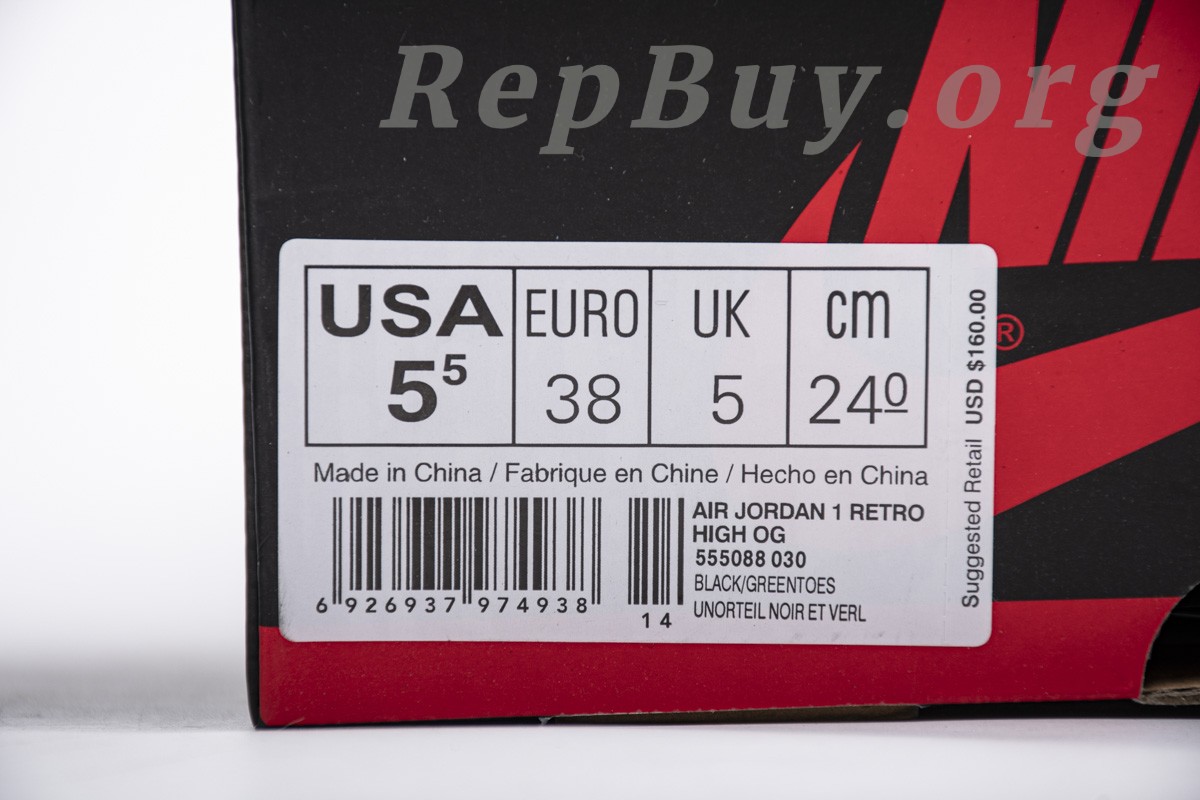 RepBuy.org
USA EURO UK cm
5⁵ 38 5 24⁰
Made in China / Fabrique en Chine / Hecho en China
AIR JORDAN 1 RETRO
HIGH OG
555088 030
BLACK/GREENTOES
UNORTEIL NOIR ET VERL
6 926937 974938
14
Suggested Retail USD $160.00
®